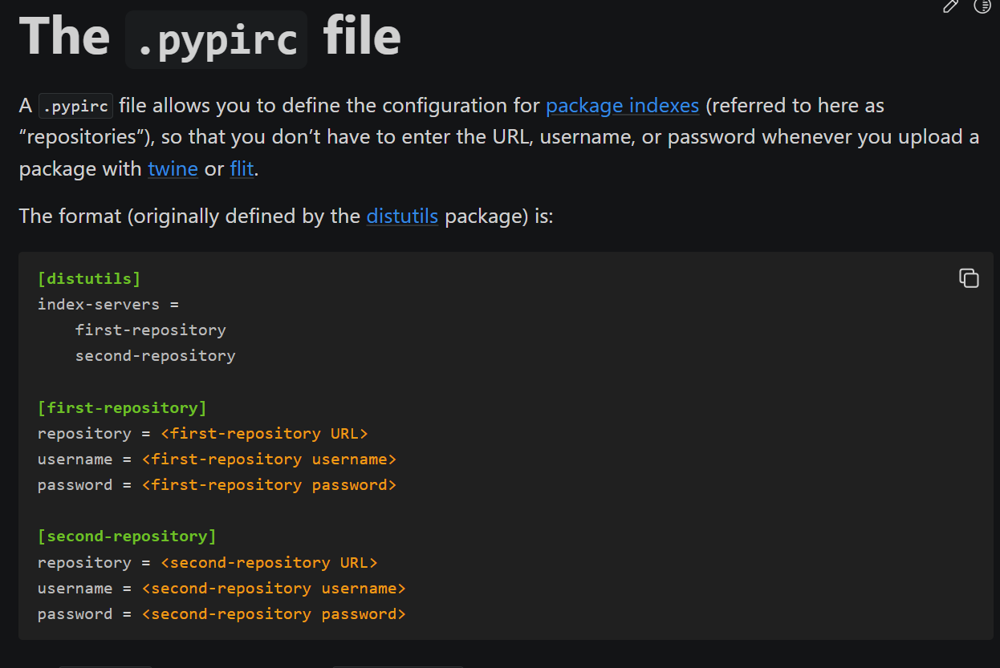 The .pypirc file
A .pypirc file allows you to define the configuration for package indexes (referred to here as
“repositories”), so that you don’t have to enter the URL, username, or password whenever you upload a
package with twine or flit.
The format (originally defined by the distutils package) is:
[distutils]
index-servers =
    first-repository
    second-repository

[first-repository]
repository = <first-repository URL>
username = <first-repository username>
password = <first-repository password>

[second-repository]
repository = <second-repository URL>
username = <second-repository username>
password = <second-repository password>